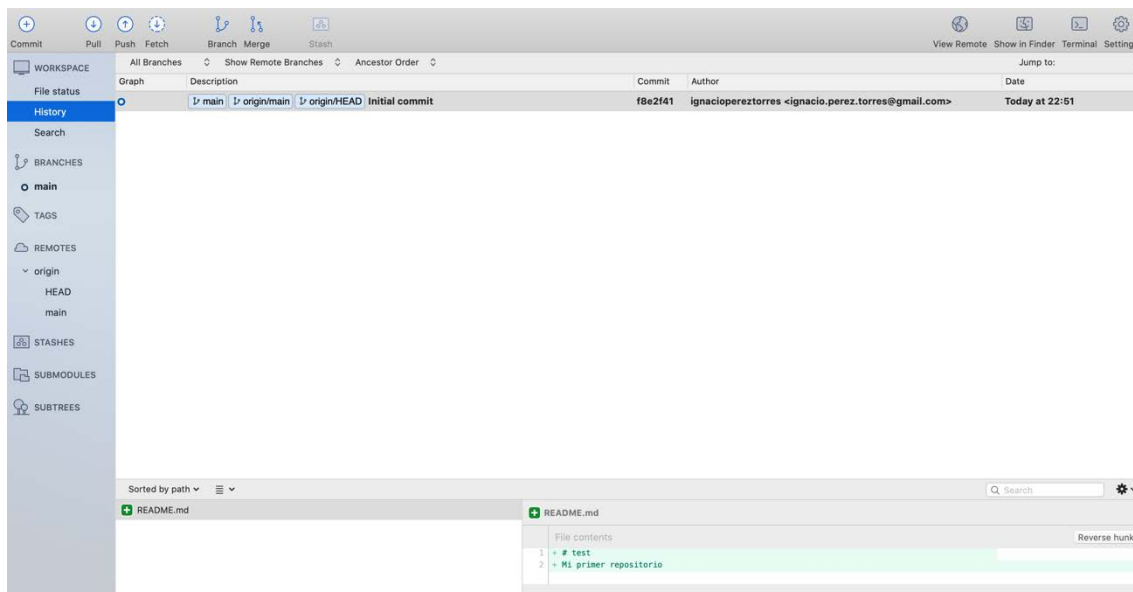 Commit Pull Push Fetch Branch Merge Stash View Remote Show in Finder Terminal Setting
WORKSPACE
File status
History
Search
BRANCHES
main
TAGS
REMOTES
origin
HEAD
main
STASHES
SUBMODULES
SUBTREES
All Branches Show Remote Branches Ancestor Order Jump to:
Graph Description Commit Author Date
main origin/main origin/HEAD Initial commit f8e2f41 ignaciopereztorres <ignacio.perez.torres@gmail.com> Today at 22:51
Sorted by path Search
README.md
README.md
File contents Reverse hunk
1 + # test
2 + Mi primer repositorio